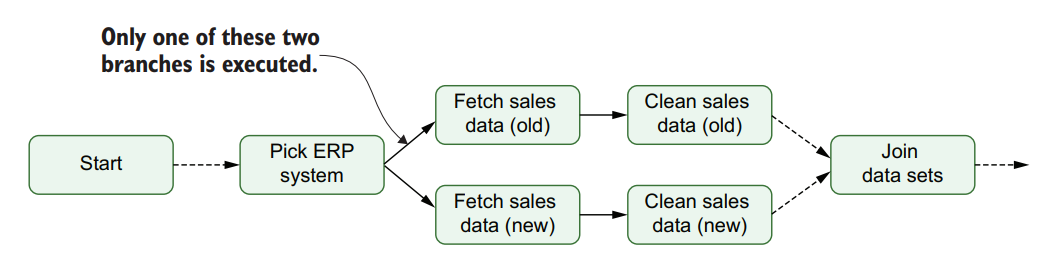 Only one of these two
branches is executed.
Start
Pick ERP
system
Fetch sales
data (old)
Clean sales
data (old)
Fetch sales
data (new)
Clean sales
data (new)
Join
data sets